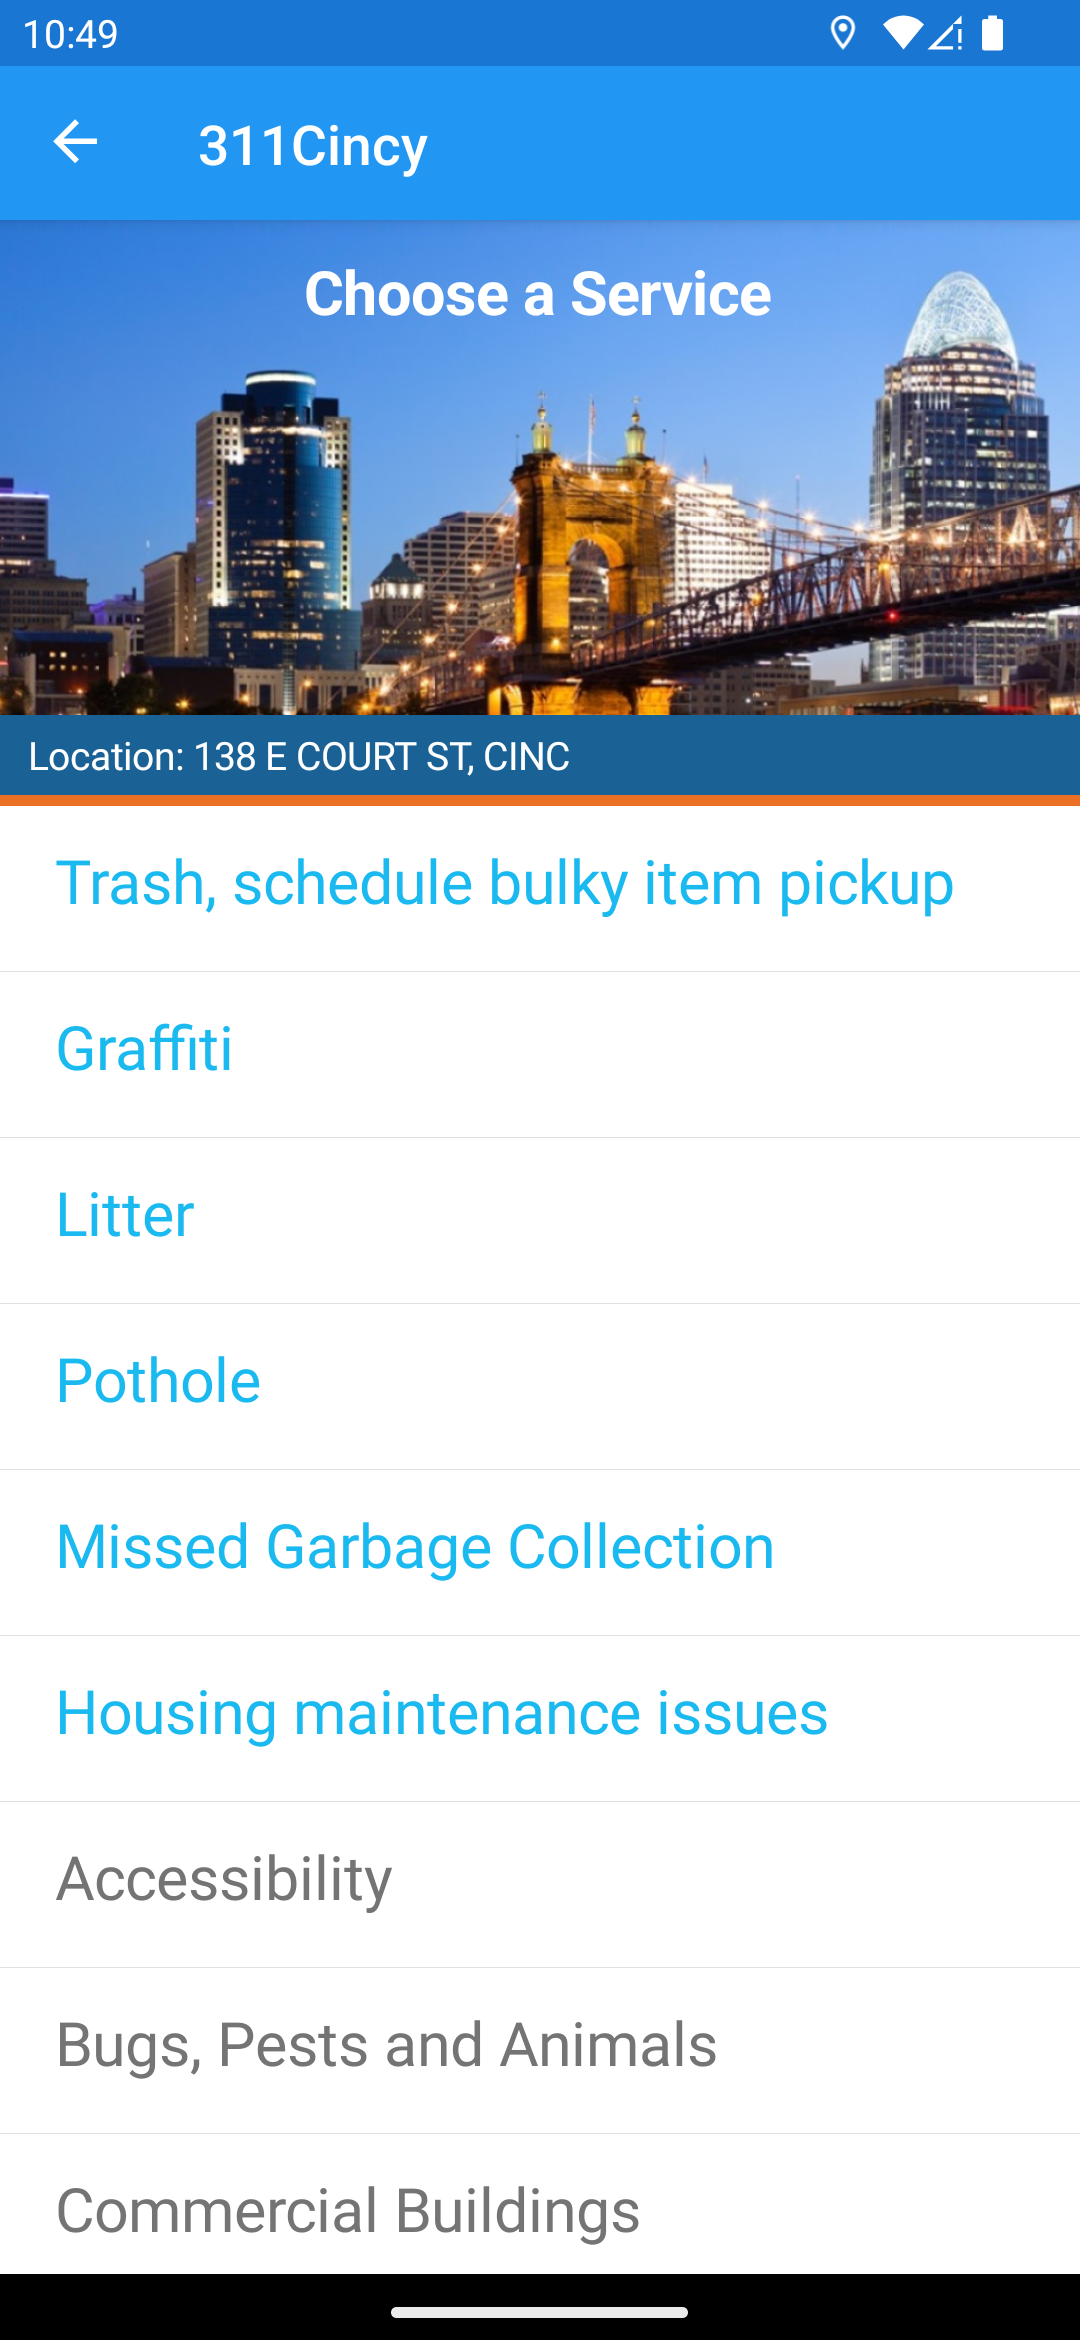 10:49
311Cincy
Choose a Service
Location: 138 E COURT ST, CINC
Trash, schedule bulky item pickup
Graffiti
Litter
Pothole
Missed Garbage Collection
Housing maintenance issues
Accessibility
Bugs, Pests and Animals
Commercial Buildings